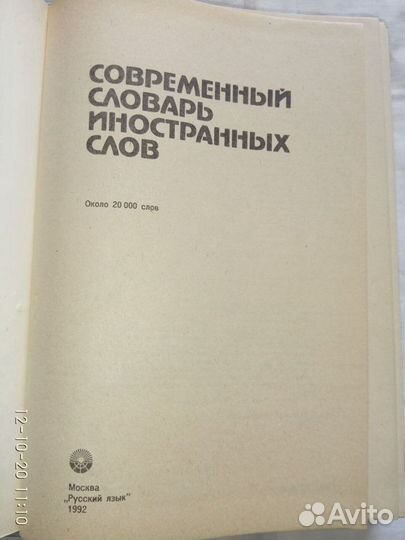 СОВРЕМЕННЫЙ
СЛОВАРЬ
ИНОСТРАННЫХ
СЛОВ
Около 20 000 слов
Москва
„Русский язык"
1992
12-10-20 11:10
Avito